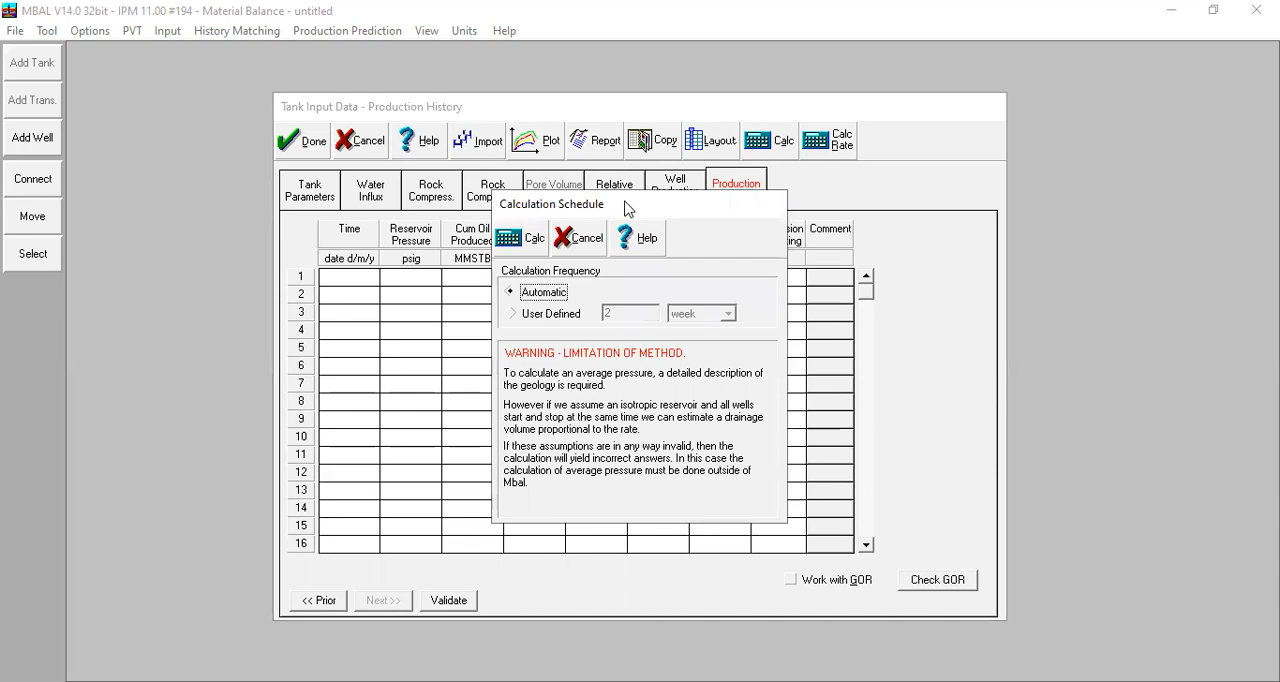 MBAL V14.0 32bit - IPM 11.00 #194 - Material Balance - untitled
File Tool Options PVT Input History Matching Production Prediction View Units Help
Add Tank
Add Trans.
Add Well
Connect
Move
Select
Tank Input Data - Production History
Done Cancel Help Import Plot Report Copy Layout Calc Calc
Rate
Tank
Parameters
Water
Influx
Rock
Compress.
Rock
Pore Volume
Relative
Well
Production
Calculation Schedule
Calc Cancel Help
Calculation Frequency
Automatic
User Defined 2 week
WARNING - LIMITATION OF METHOD.
To calculate an average pressure, a detailed description of
the geology is required.
However if we assume an isotropic reservoir and all wells
start and stop at the same time we can estimate a drainage
volume proportional to the rate.
If these assumptions are in any way invalid, then the
calculation will yield incorrect answers. In this case the
calculation of average pressure must be done outside of
Mbal.
Time
Reservoir
Pressure
Cum Oil
Produced
Comment
date d/m/y psig MMSTB
1
2
3
4
5
6
7
8
9
10
11
12
13
14
15
16
Work with GOR Check GOR
<< Prior Next >> Validate